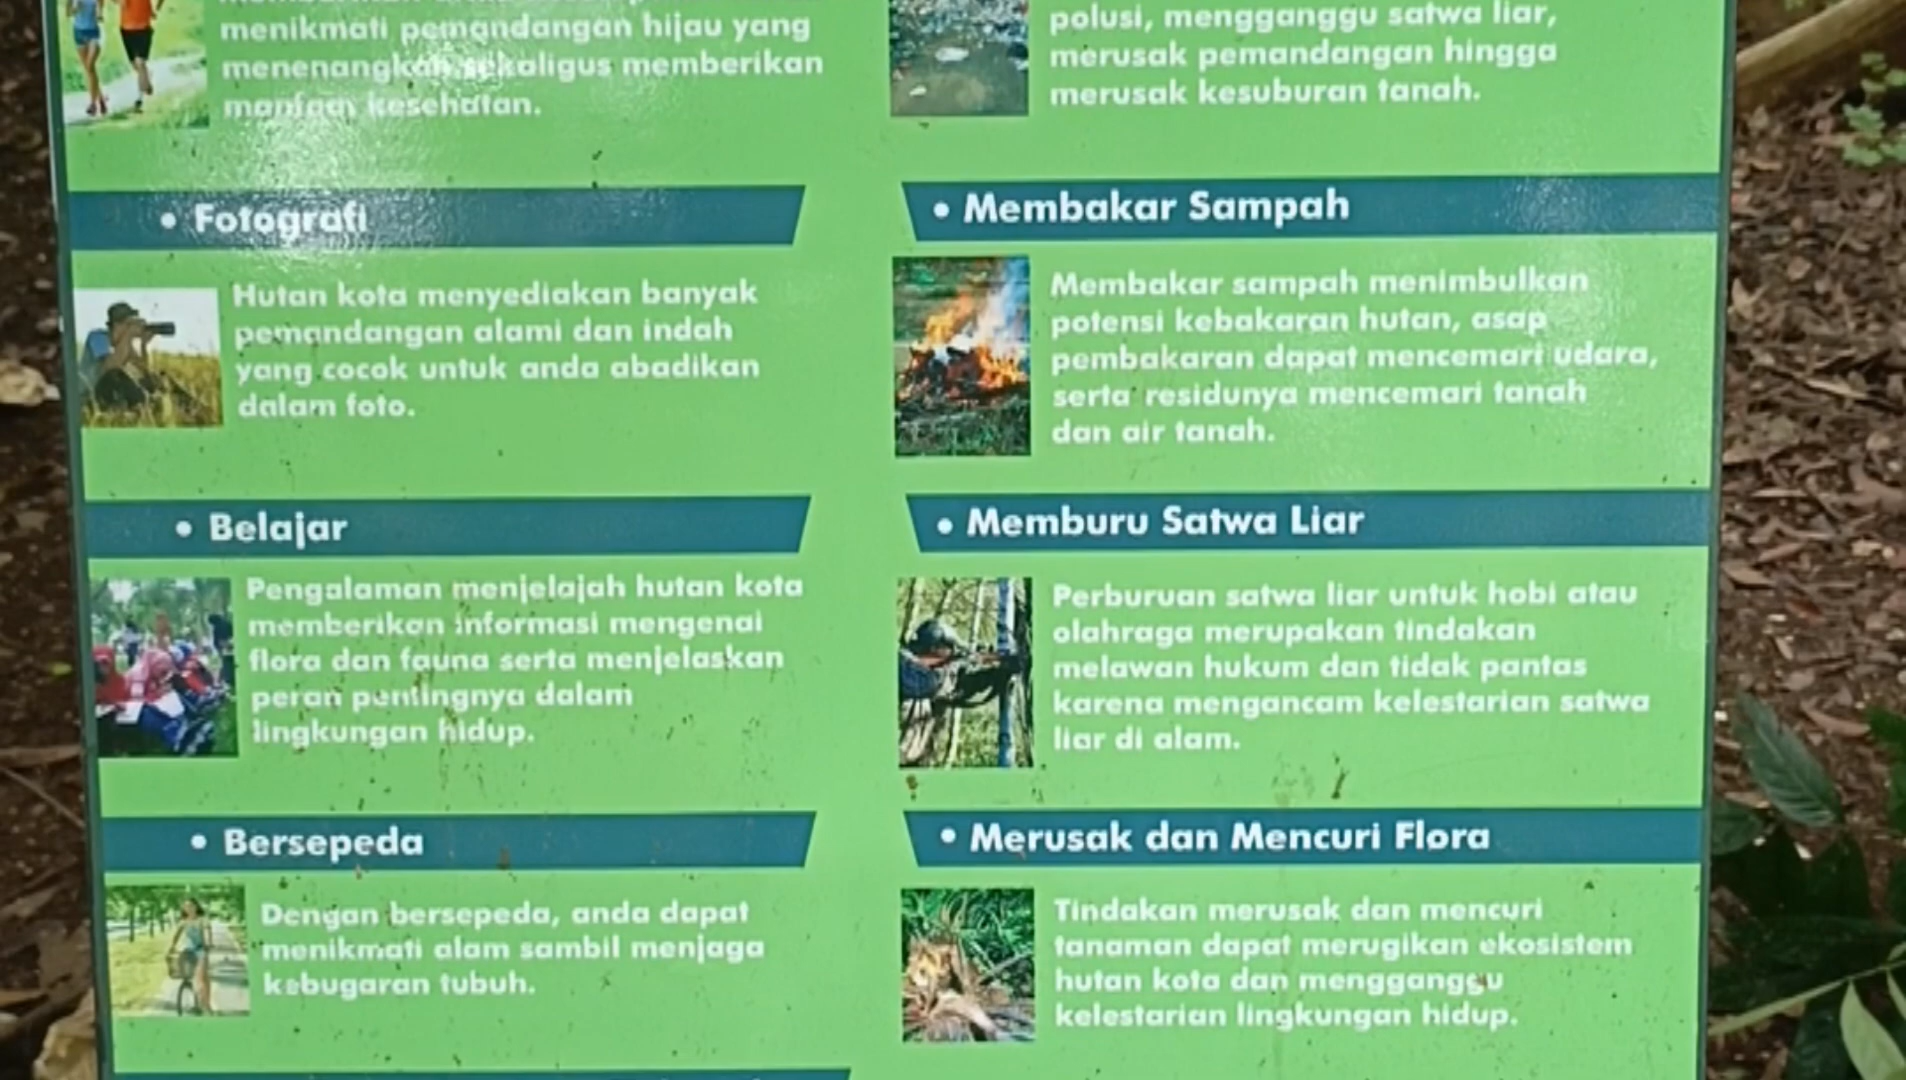 menikmati pemandangan hijau yang
menenangkan sekaligus memberikan
manfaat kesehatan.
• Fotografi
Hutan kota menyediakan banyak
pemandangan alami dan indah
yang cocok untuk anda abadikan
dalam foto.
• Belajar
Pengalaman menjelajah hutan kota
memberikan informasi mengenai
flora dan fauna serta menjelaskan
peran pentingnya dalam
lingkungan hidup.
• Bersepeda
Dengan bersepeda, anda dapat
menikmati alam sambil menjaga
kebugaran tubuh.
polusi, mengganggu satwa liar,
merusak pemandangan hingga
merusak kesuburan tanah.
• Membakar Sampah
Membakar sampah menimbulkan
potensi kebakaran hutan, asap
pembakaran dapat mencemari udara,
serta residunya mencemari tanah
dan air tanah.
• Memburu Satwa Liar
Perburuan satwa liar untuk hobi atau
olahraga merupakan tindakan
melawan hukum dan tidak pantas
karena mengancam kelestarian satwa
liar di alam.
• Merusak dan Mencuri Flora
Tindakan merusak dan mencuri
tanaman dapat merugikan ekosistem
hutan kota dan mengganggu
kelestarian lingkungan hidup.